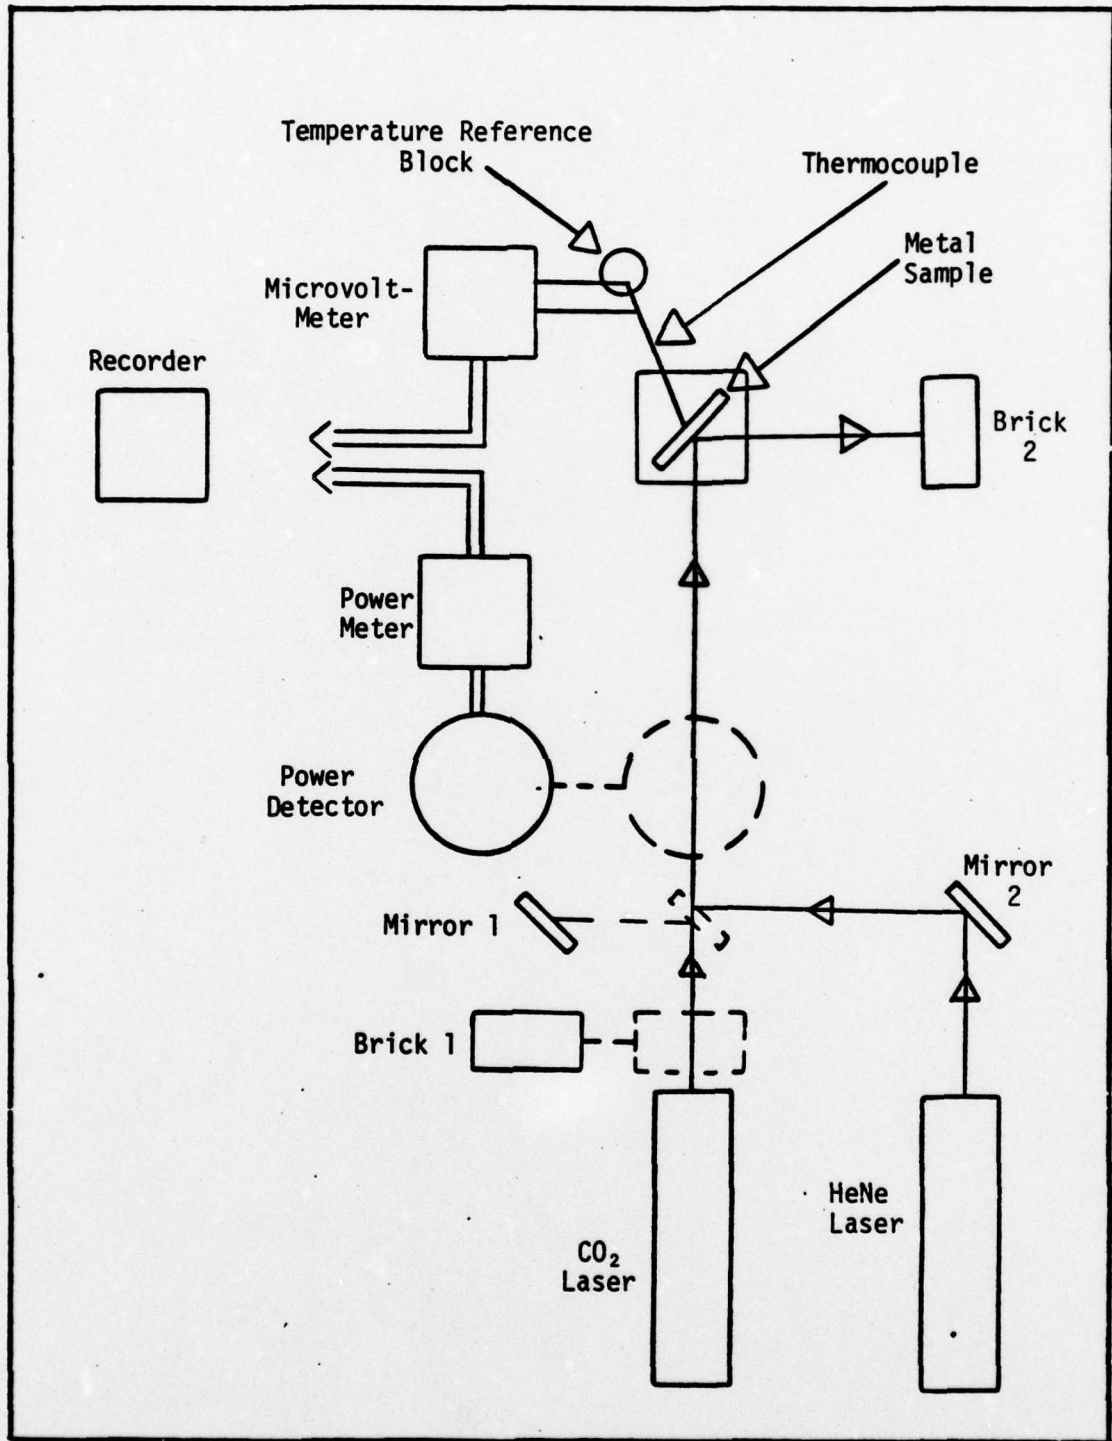 Temperature Reference
Block
Thermocouple
Metal
Sample
Microvolt-
Meter
Recorder
Brick
2
Power
Meter
Power
Detector
Mirror
2
Mirror 1
Brick 1
HeNe
Laser
CO₂
Laser